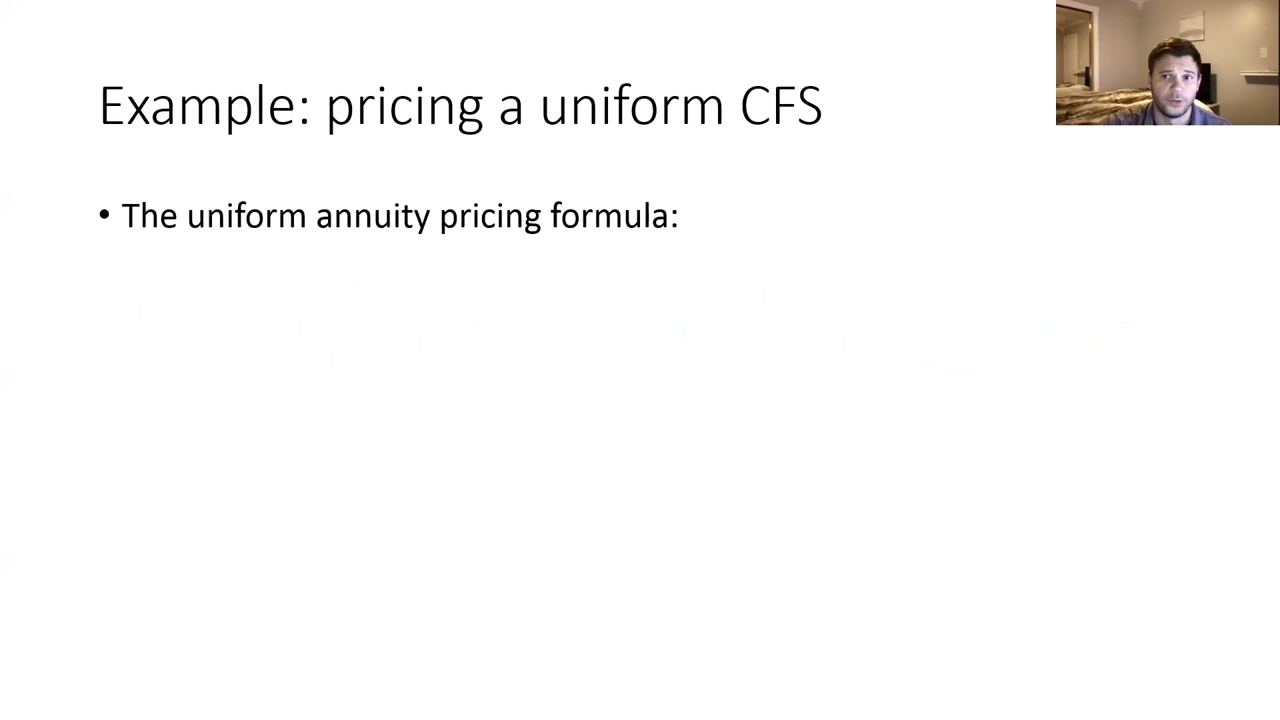 Example: pricing a uniform CFS
• The uniform annuity pricing formula: